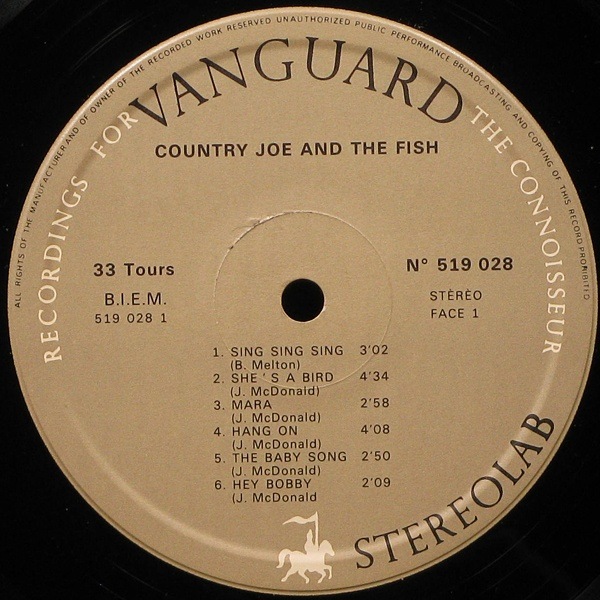 ALL RIGHTS OF THE MANUFACTURER AND OF OWNER OF THE RECORDED WORK RESERVED UNAUTHORIZED PUBLIC PERFORMANCE BROADCASTING AND COPYING OF THIS RECORD PROHIBITED
RECORDINGS FOR VANGUARD THE CONNOISSEUR
COUNTRY JOE AND THE FISH
33 Tours
B.I.E.M.
519 028 1
N° 519 028
STÈRÈO
FACE 1
1. SING SING SING 3'02
(B. Melton)
2. SHE'S A BIRD 4'34
(J. McDonald)
3. MARA 2'58
(J. McDonald)
4. HANG ON 4'08
(J. McDonald)
5. THE BABY SONG 2'50
(J. McDonald)
6. HEY BOBBY 2'09
(J. McDonald
STEREOLAB